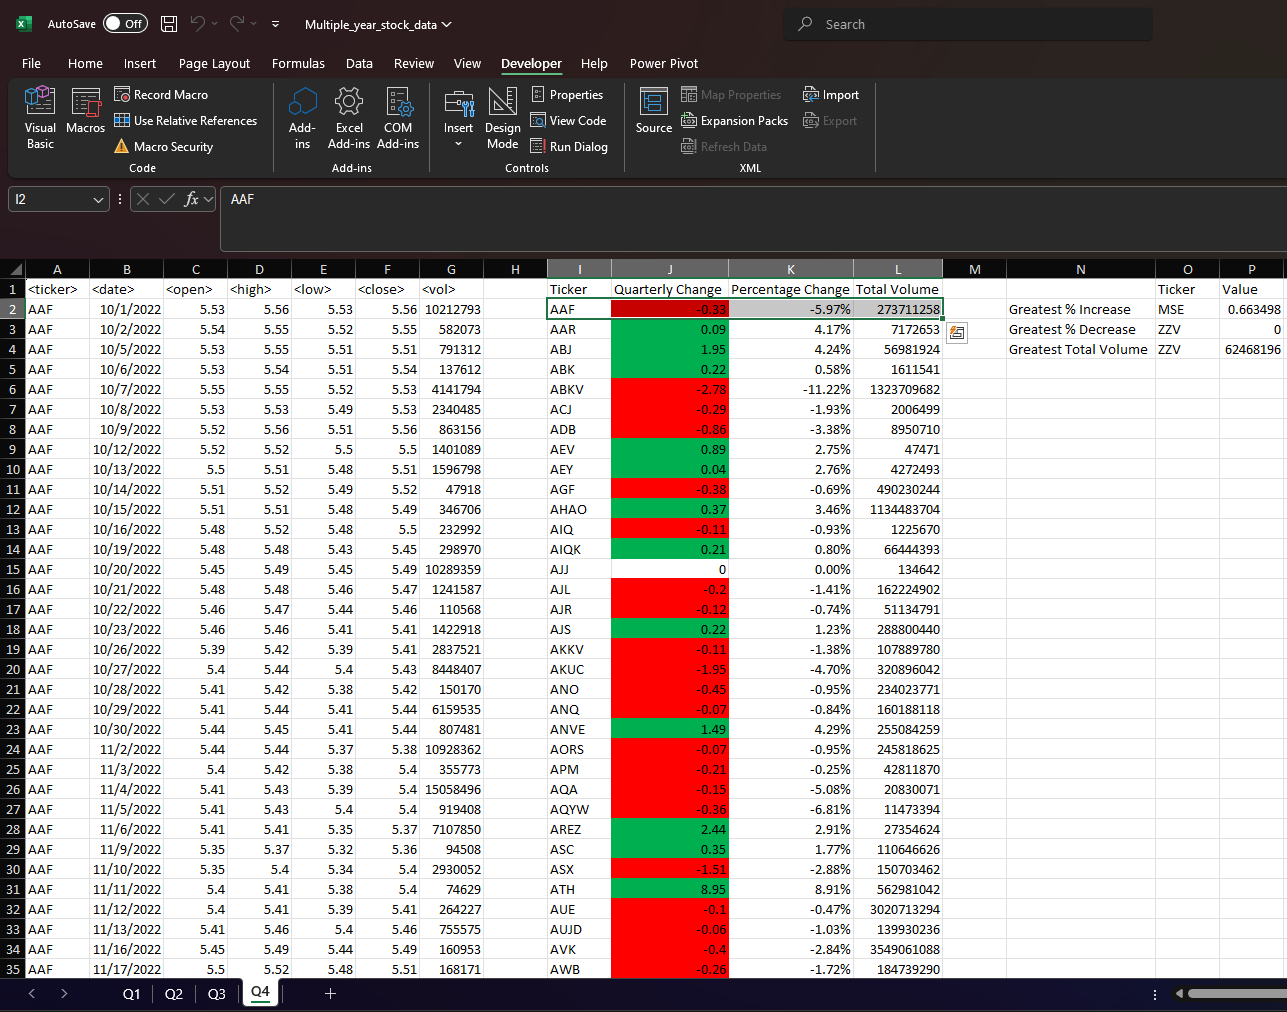 AutoSave Off Multiple_year_stock_data Search
File Home Insert Page Layout Formulas Data Review View Developer Help Power Pivot
Visual Basic Macros Record Macro Use Relative References Macro Security Code
Add-ins Excel Add-ins COM Add-ins Add-ins
Insert Design Mode Properties View Code Run Dialog Controls
Source Map Properties Expansion Packs Refresh Data Import Export XML
I2 fx AAF
A B C D E F G H I J K L M N O P
1 <ticker> <date> <open> <high> <low> <close> <vol> Ticker Quarterly Change Percentage Change Total Volume Ticker Value
2 AAF 10/1/2022 5.53 5.56 5.53 5.56 10212793 AAF -0.33 -5.97% 273711258 Greatest % Increase MSE 0.663498
3 AAF 10/2/2022 5.54 5.55 5.52 5.55 582073 AAR 0.09 4.17% 7172653 Greatest % Decrease ZZV 0
4 AAF 10/5/2022 5.53 5.55 5.51 5.51 791312 ABJ 1.95 4.24% 56981924 Greatest Total Volume ZZV 62468196
5 AAF 10/6/2022 5.53 5.54 5.51 5.54 137612 ABK 0.22 0.58% 1611541
6 AAF 10/7/2022 5.55 5.55 5.52 5.53 4141794 ABKV -2.78 -11.22% 1323709682
7 AAF 10/8/2022 5.53 5.53 5.49 5.53 2340485 ACJ -0.29 -1.93% 2006499
8 AAF 10/9/2022 5.52 5.56 5.51 5.56 863156 ADB -0.86 -3.38% 8950710
9 AAF 10/12/2022 5.52 5.52 5.5 5.5 1401089 AEV 0.89 2.75% 47471
10 AAF 10/13/2022 5.5 5.51 5.48 5.51 1596798 AEY 0.04 2.76% 4272493
11 AAF 10/14/2022 5.51 5.52 5.49 5.52 47918 AGF -0.38 -0.69% 490230244
12 AAF 10/15/2022 5.51 5.51 5.48 5.49 346706 AHAO 0.37 3.46% 1134483704
13 AAF 10/16/2022 5.48 5.52 5.48 5.5 232992 AIQ -0.11 -0.93% 1225670
14 AAF 10/19/2022 5.48 5.48 5.43 5.45 298970 AIQK 0.21 0.80% 66444393
15 AAF 10/20/2022 5.45 5.49 5.45 5.49 10289359 AJJ 0 0.00% 134642
16 AAF 10/21/2022 5.48 5.48 5.46 5.47 1241587 AJL -0.2 -1.41% 162224902
17 AAF 10/22/2022 5.46 5.47 5.44 5.46 110568 AJR -0.12 -0.74% 51134791
18 AAF 10/23/2022 5.46 5.46 5.41 5.41 1422918 AJS 0.22 1.23% 288800440
19 AAF 10/26/2022 5.39 5.42 5.39 5.41 2837521 AKKV -0.11 -1.38% 107889780
20 AAF 10/27/2022 5.4 5.44 5.4 5.43 8448407 AKUC -1.95 -4.70% 320896042
21 AAF 10/28/2022 5.41 5.42 5.38 5.42 150170 ANO -0.45 -0.95% 234023771
22 AAF 10/29/2022 5.41 5.44 5.41 5.44 6159535 ANQ -0.07 -0.84% 160188118
23 AAF 10/30/2022 5.44 5.45 5.41 5.44 807481 ANVE 1.49 4.29% 255084259
24 AAF 11/2/2022 5.44 5.44 5.37 5.38 10928362 AORS -0.07 -0.95% 245818625
25 AAF 11/3/2022 5.4 5.42 5.38 5.4 355773 APM -0.21 -0.25% 42811870
26 AAF 11/4/2022 5.41 5.43 5.39 5.4 15058496 AQA -0.15 -5.08% 20830071
27 AAF 11/5/2022 5.41 5.43 5.4 5.4 919408 AQYW -0.36 -6.81% 11473394
28 AAF 11/6/2022 5.41 5.41 5.35 5.37 7107850 AREZ 2.44 2.91% 27354624
29 AAF 11/9/2022 5.35 5.37 5.32 5.36 94508 ASC 0.35 1.77% 110646626
30 AAF 11/10/2022 5.35 5.4 5.34 5.4 2930052 ASX -1.51 -2.88% 150703462
31 AAF 11/11/2022 5.4 5.41 5.38 5.4 74629 ATH 8.95 8.91% 562981042
32 AAF 11/12/2022 5.4 5.41 5.39 5.41 264227 AUE -0.1 -0.47% 3020713294
33 AAF 11/13/2022 5.41 5.46 5.4 5.46 755575 AUJD -0.06 -1.03% 139930236
34 AAF 11/16/2022 5.45 5.49 5.44 5.49 160953 AVK -0.4 -2.84% 3549061088
35 AAF 11/17/2022 5.5 5.52 5.48 5.51 168171 AWB -0.26 -1.72% 184739290
Q1 Q2 Q3 Q4